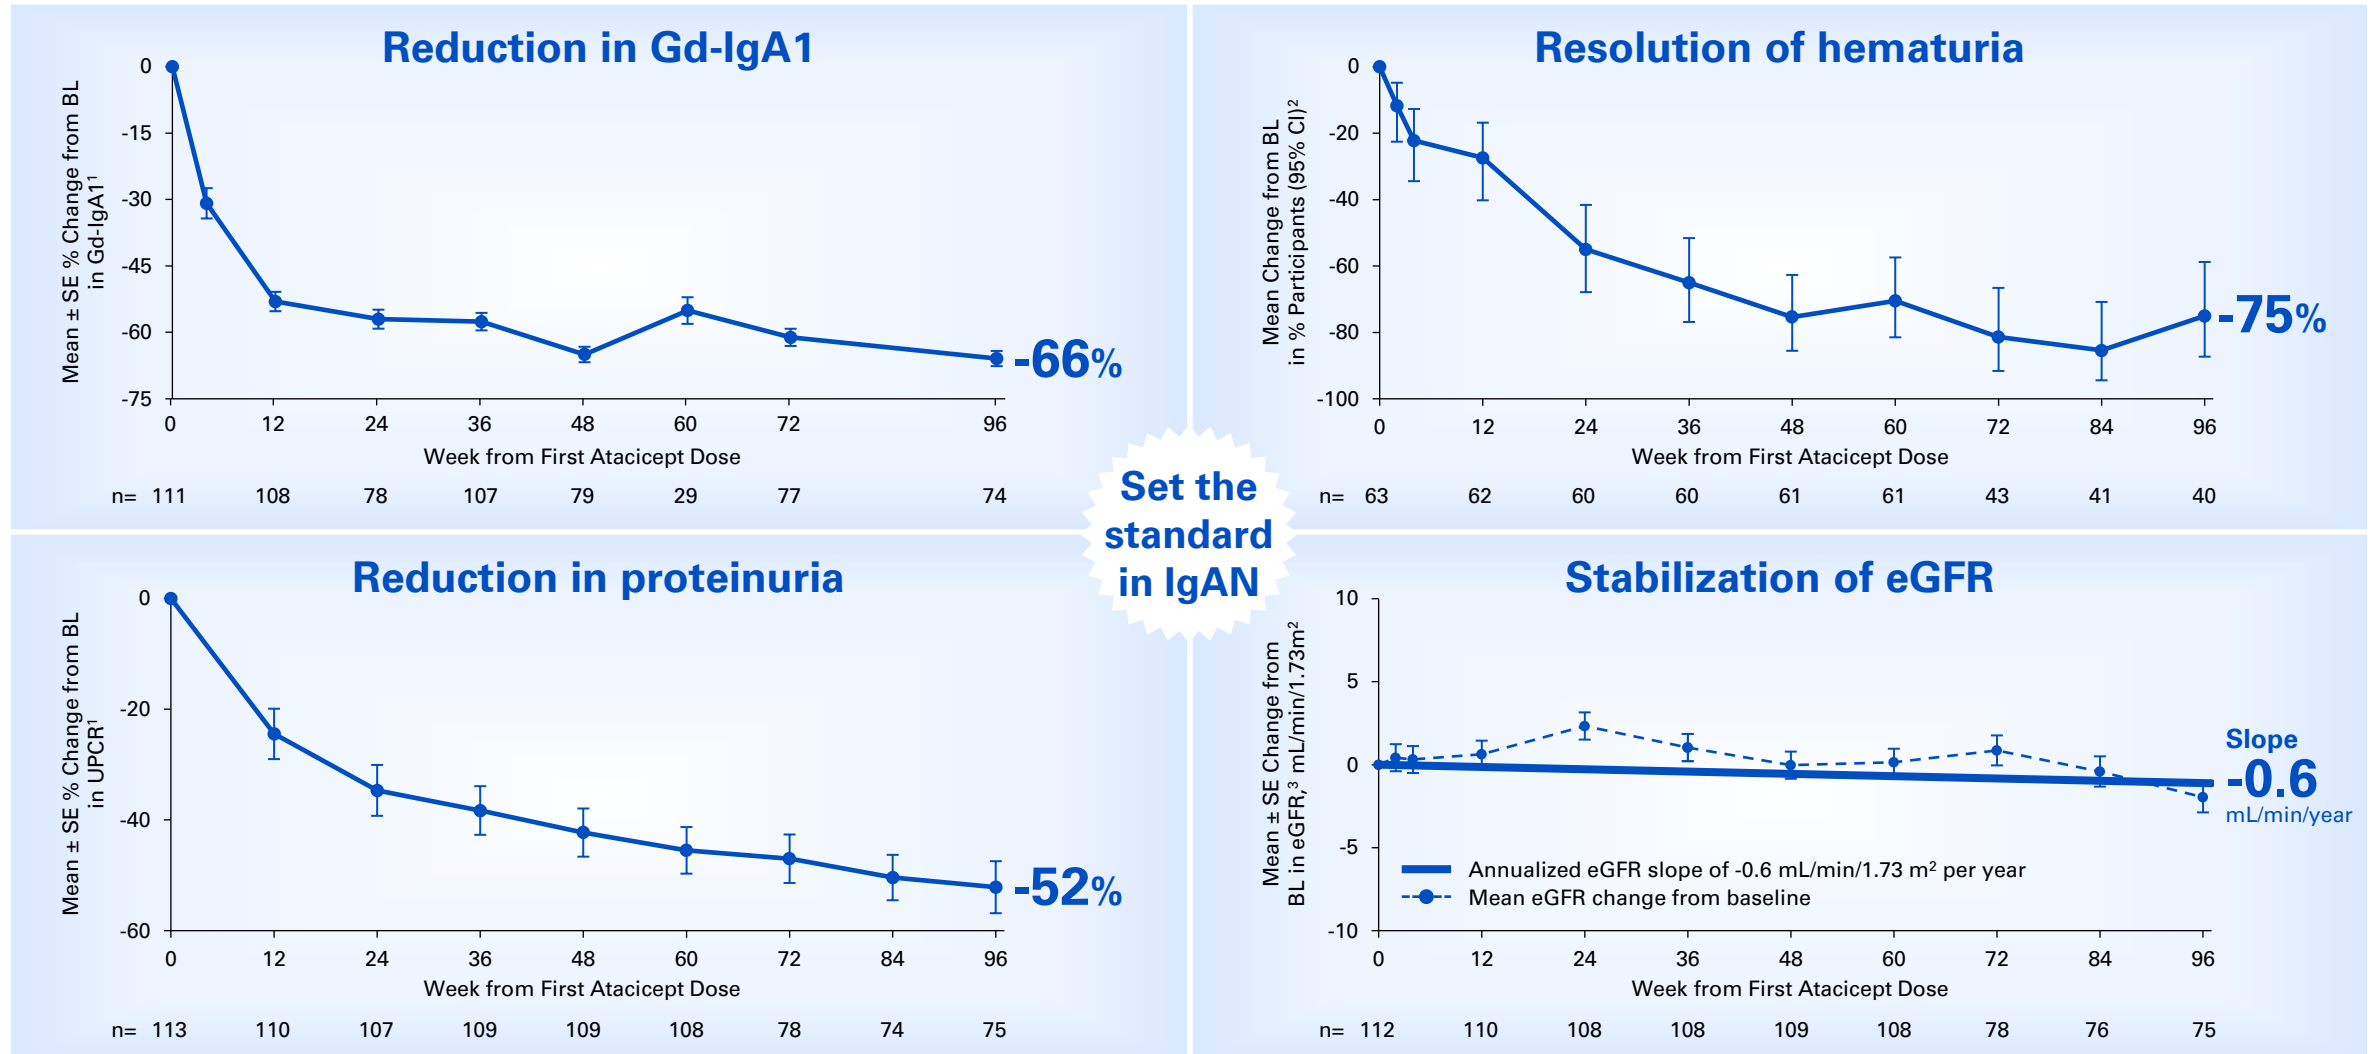 Reduction in Gd-IgA1
Mean ± SE % Change from BL
in Gd-IgA1¹
0
-15
-30
-45
-60
-75
-66%
0 12 24 36 48 60 72 96
Week from First Atacicept Dose
n= 111 108 78 107 79 29 77 74
Resolution of hematuria
Mean Change from BL
in % Participants (95% CI)²
0
-20
-40
-60
-80
-100
-75%
0 12 24 36 48 60 72 84 96
Week from First Atacicept Dose
n= 63 62 60 60 61 61 43 41 40
Set the
standard
in IgAN
Reduction in proteinuria
Mean ± SE % Change from BL
in UPCR¹
0
-20
-40
-60
-52%
0 12 24 36 48 60 72 84 96
Week from First Atacicept Dose
n= 113 110 107 109 109 108 78 74 75
Stabilization of eGFR
Mean ± SE Change from
BL in eGFR,³ mL/min/1.73m²
10
5
0
-5
-10
Slope
-0.6
mL/min/year
Annualized eGFR slope of -0.6 mL/min/1.73 m² per year
Mean eGFR change from baseline
0 12 24 36 48 60 72 84 96
Week from First Atacicept Dose
n= 112 110 108 108 109 108 78 76 75